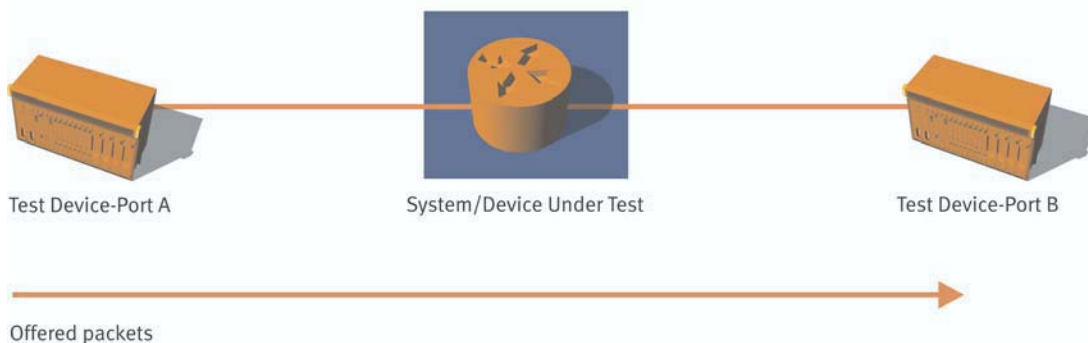 Test Device-Port A
System/Device Under Test
Test Device-Port B
Offered packets